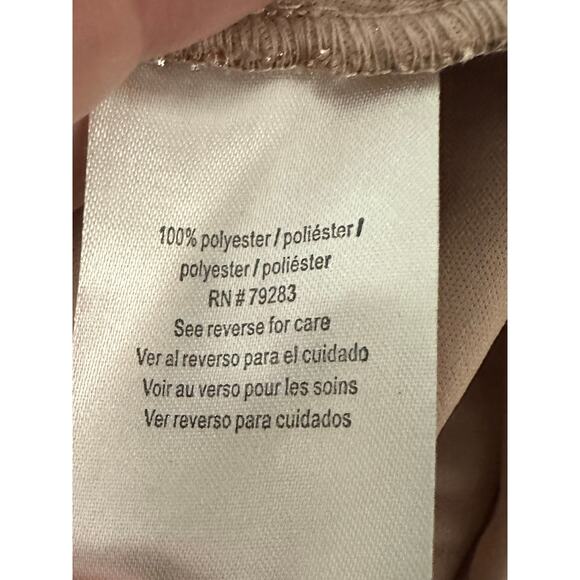 100% polyester/poliéster/
polyester/poliéster
RN # 79283
See reverse for care
Ver al reverso para el cuidado
Voir au verso pour les soins
Ver reverso para cuidados